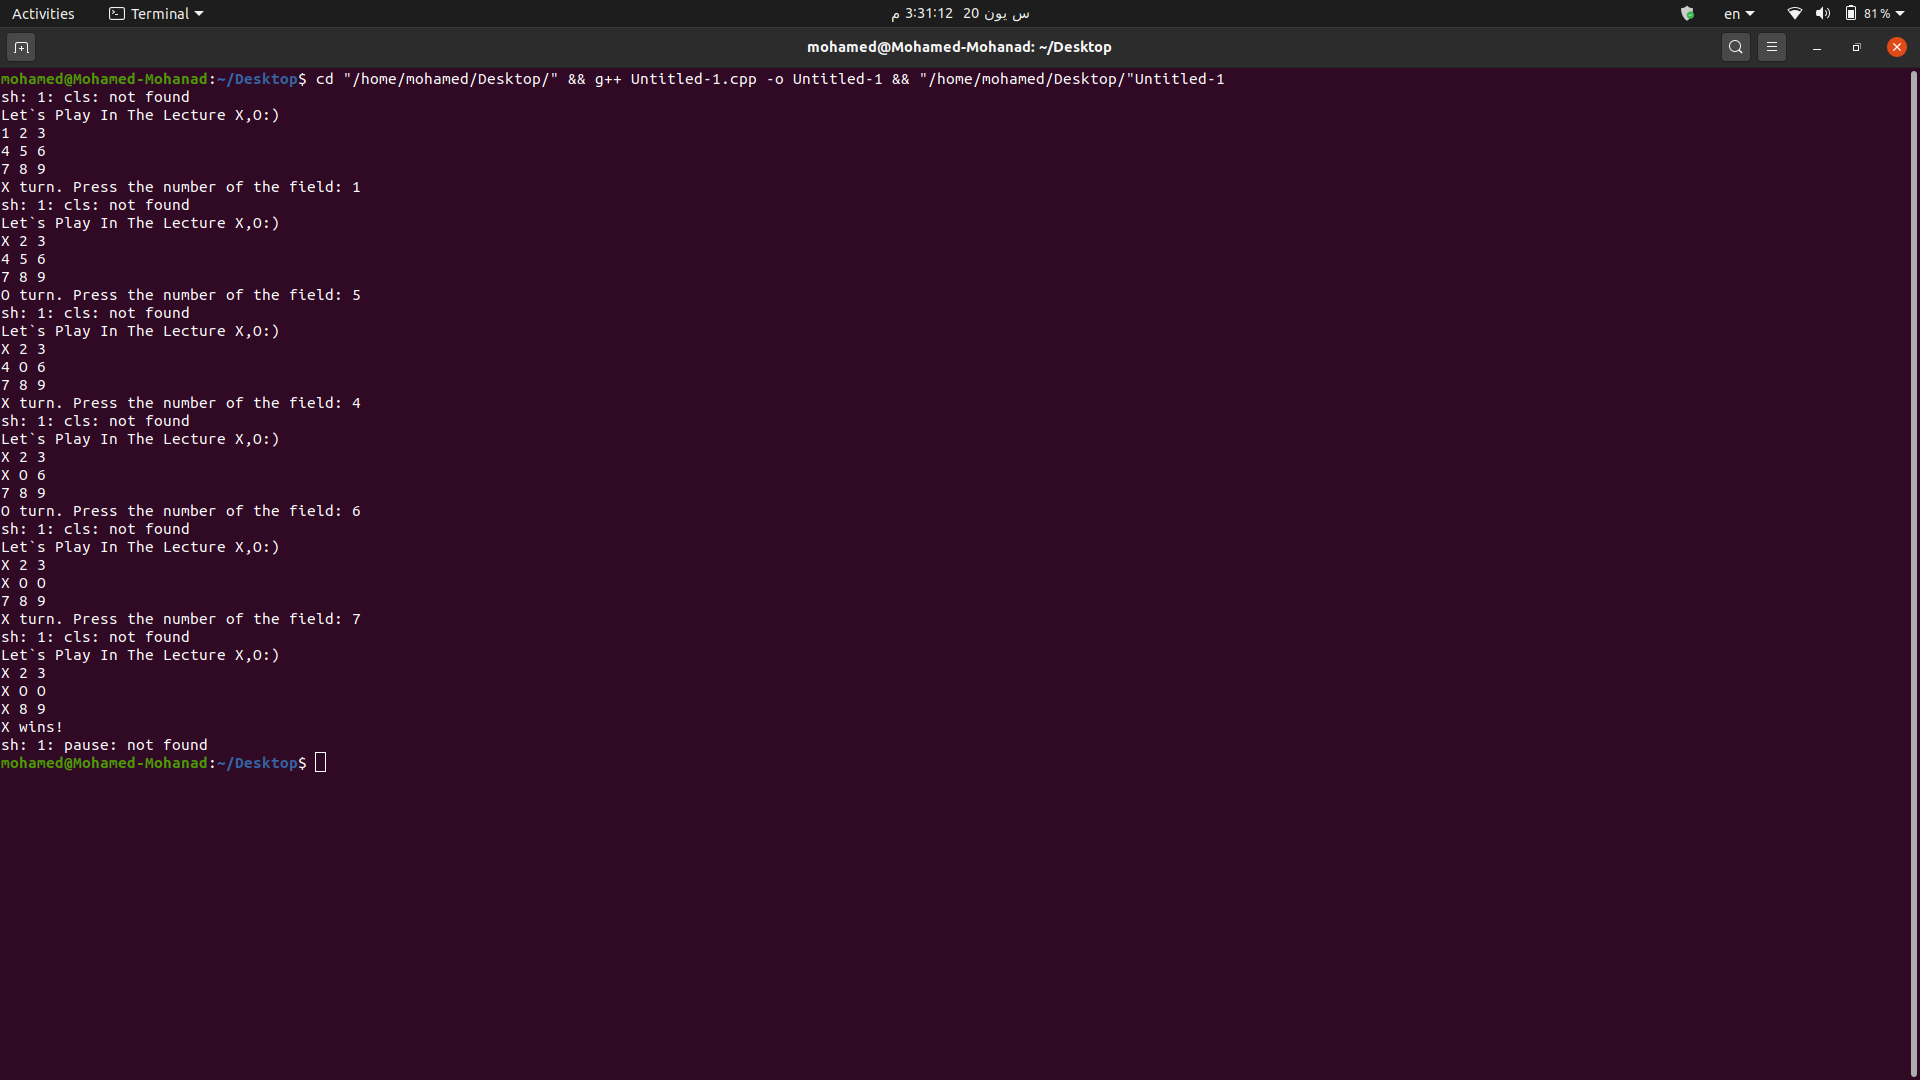 Activities Terminal س يون 20 3:31:12 م en 81%
mohamed@Mohamed-Mohanad: ~/Desktop
mohamed@Mohamed-Mohanad:~/Desktop$ cd "/home/mohamed/Desktop/" && g++ Untitled-1.cpp -o Untitled-1 && "/home/mohamed/Desktop/"Untitled-1
sh: 1: cls: not found
Let`s Play In The Lecture X,O:)
1 2 3
4 5 6
7 8 9
X turn. Press the number of the field: 1
sh: 1: cls: not found
Let`s Play In The Lecture X,O:)
X 2 3
4 5 6
7 8 9
O turn. Press the number of the field: 5
sh: 1: cls: not found
Let`s Play In The Lecture X,O:)
X 2 3
4 O 6
7 8 9
X turn. Press the number of the field: 4
sh: 1: cls: not found
Let`s Play In The Lecture X,O:)
X 2 3
X O 6
7 8 9
O turn. Press the number of the field: 6
sh: 1: cls: not found
Let`s Play In The Lecture X,O:)
X 2 3
X O O
7 8 9
X turn. Press the number of the field: 7
sh: 1: cls: not found
Let`s Play In The Lecture X,O:)
X 2 3
X O O
X 8 9
X wins!
sh: 1: pause: not found
mohamed@Mohamed-Mohanad:~/Desktop$